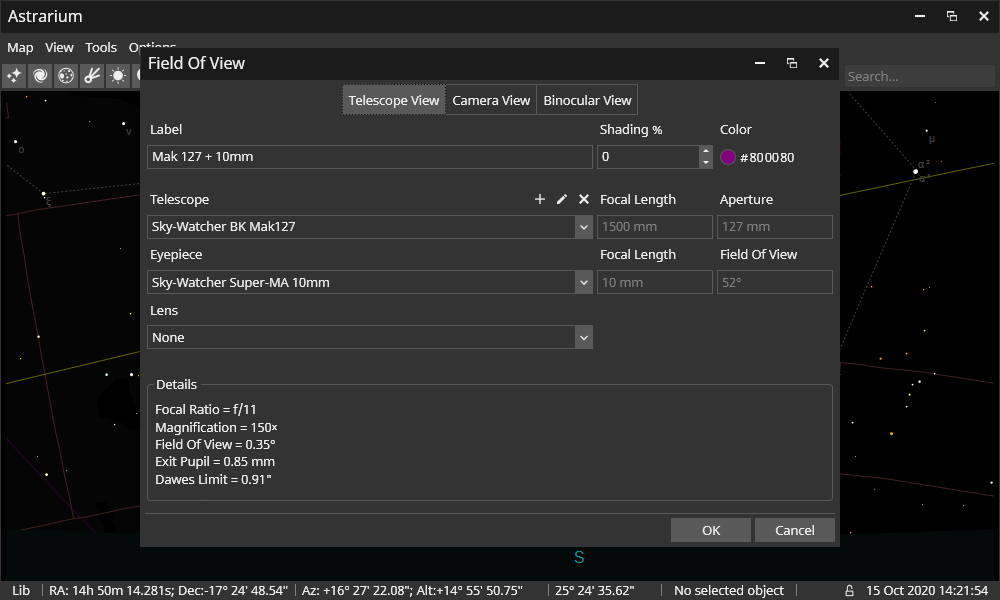 Astrarium
Map View Tools Options
Field Of View
Search...
Telescope View Camera View Binocular View
Label Shading % Color
Mak 127 + 10mm 0 #800080
Telescope Focal Length Aperture
Sky-Watcher BK Mak127 1500 mm 127 mm
Eyepiece Focal Length Field Of View
Sky-Watcher Super-MA 10mm 10 mm 52°
Lens
None
Details
Focal Ratio = f/11
Magnification = 150×
Field Of View = 0.35°
Exit Pupil = 0.85 mm
Dawes Limit = 0.91"
OK Cancel
ν
ο
ξ
μ
α²
S
Lib RA: 14h 50m 14.281s; Dec:-17° 24' 48.54" Az: +16° 27' 22.08"; Alt:+14° 55' 50.75" 25° 24' 35.62" No selected object 15 Oct 2020 14:21:54